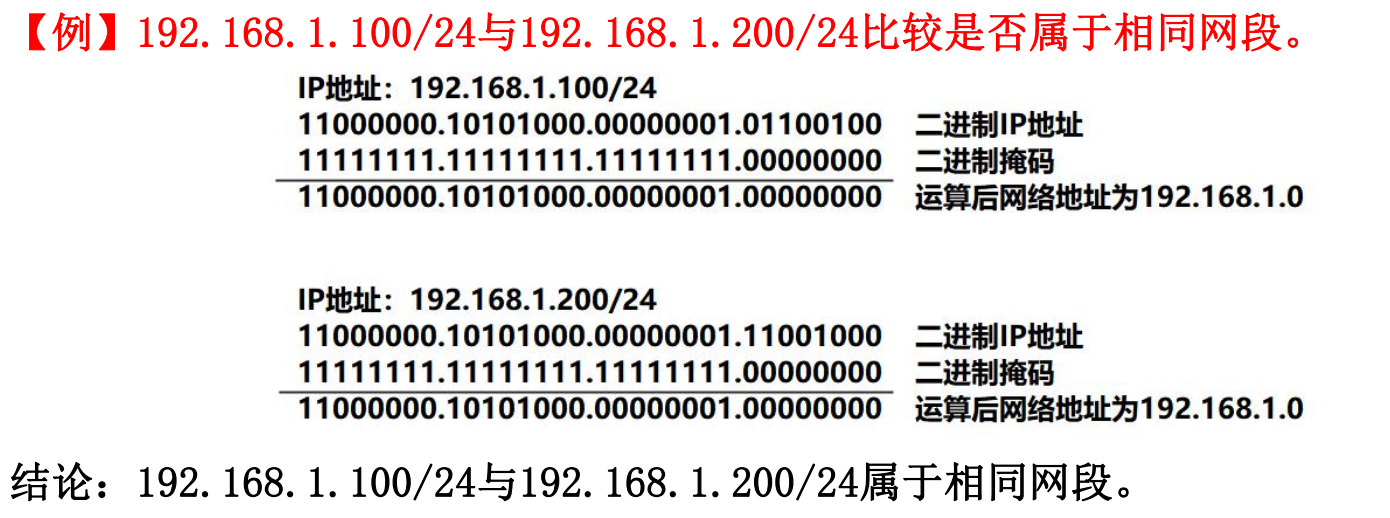 【例】192.168.1.100/24与192.168.1.200/24比较是否属于相同网段。
IP地址：192.168.1.100/24
11000000.10101000.00000001.01100100 二进制IP地址
11111111.11111111.11111111.00000000 二进制掩码
11000000.10101000.00000001.00000000 运算后网络地址为192.168.1.0
IP地址：192.168.1.200/24
11000000.10101000.00000001.11001000 二进制IP地址
11111111.11111111.11111111.00000000 二进制掩码
11000000.10101000.00000001.00000000 运算后网络地址为192.168.1.0
结论：192.168.1.100/24与192.168.1.200/24属于相同网段。